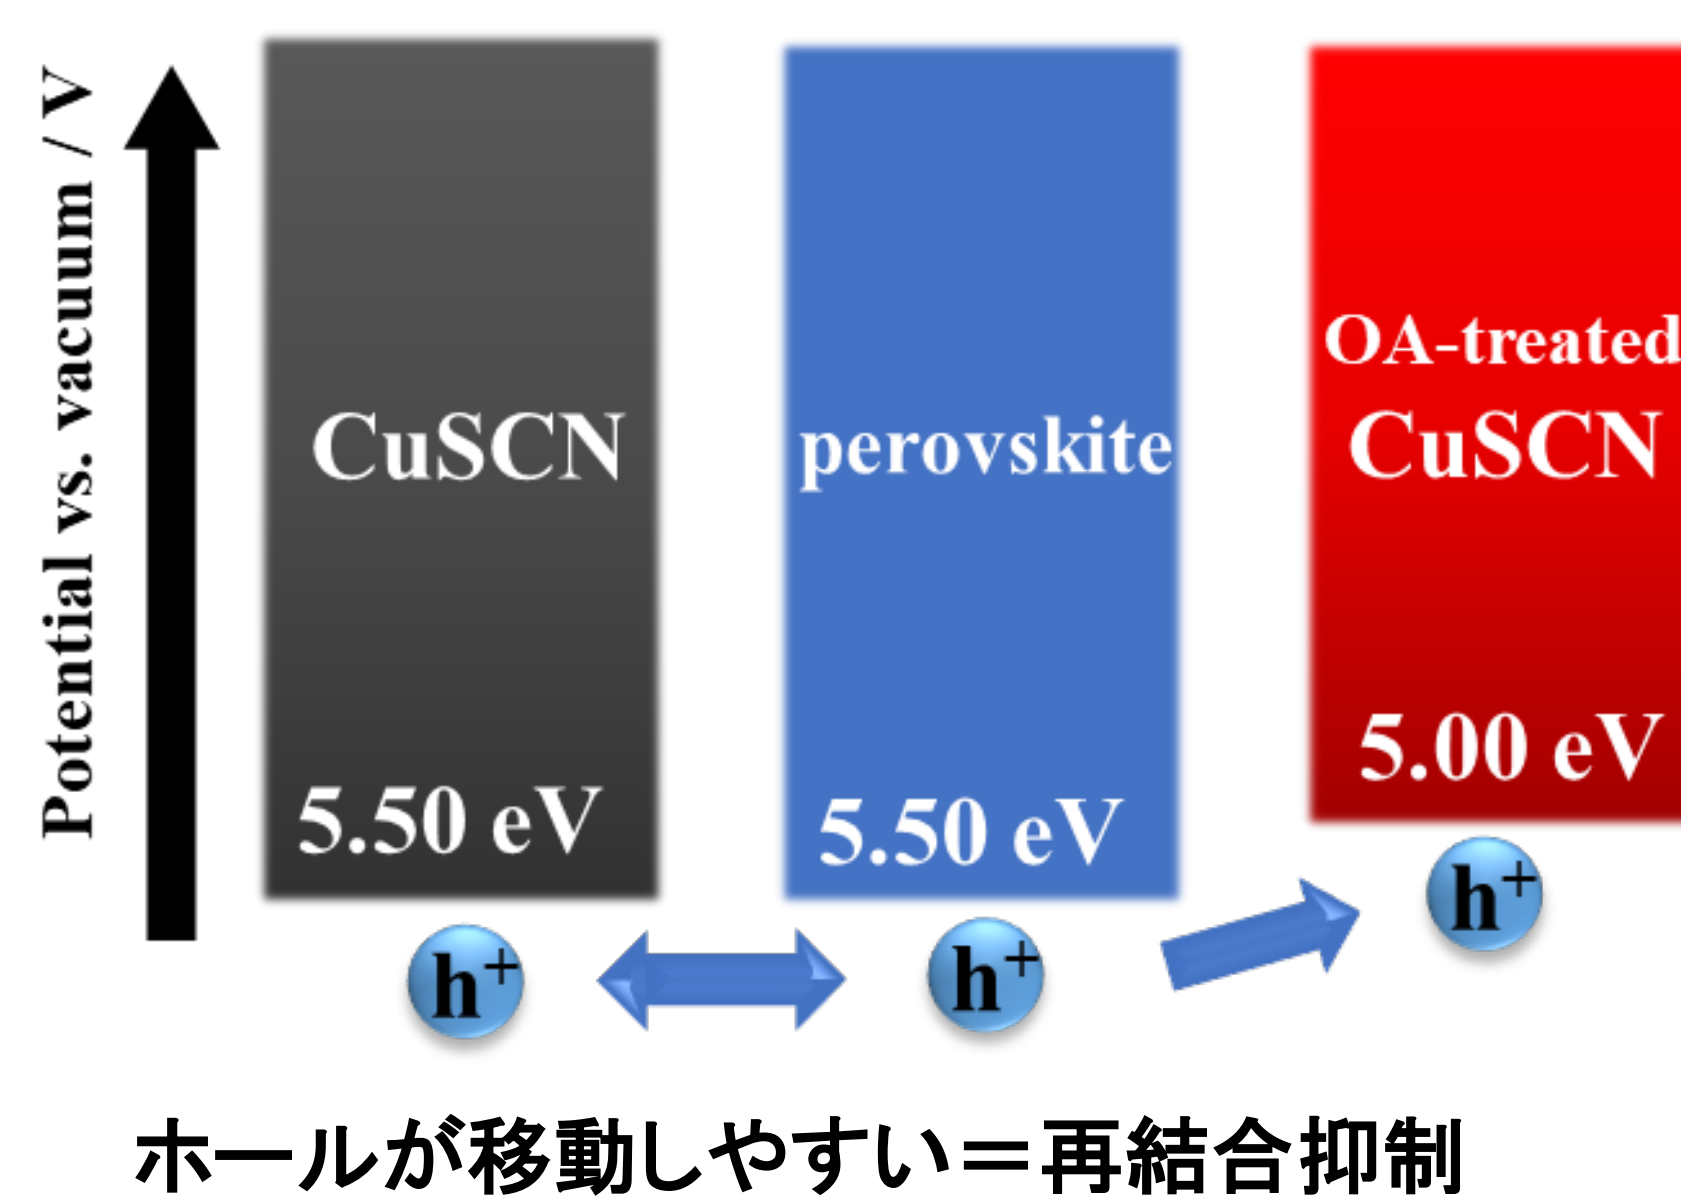 Potential vs. vacuum / V
CuSCN
5.50 eV
perovskite
5.50 eV
OA-treated
CuSCN
5.00 eV
h+
h+
h+
ホールが移動しやすい＝再結合抑制